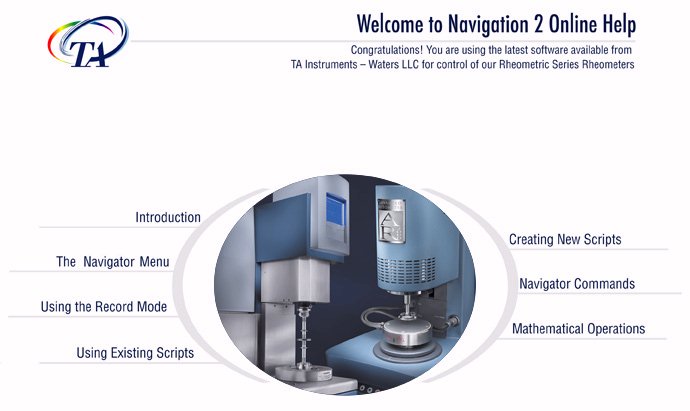 TA
Welcome to Navigation 2 Online Help
Congratulations! You are using the latest software available from
TA Instruments – Waters LLC for control of our Rheometric Series Rheometers
Introduction
The Navigator Menu
Using the Record Mode
Using Existing Scripts
Creating New Scripts
Navigator Commands
Mathematical Operations